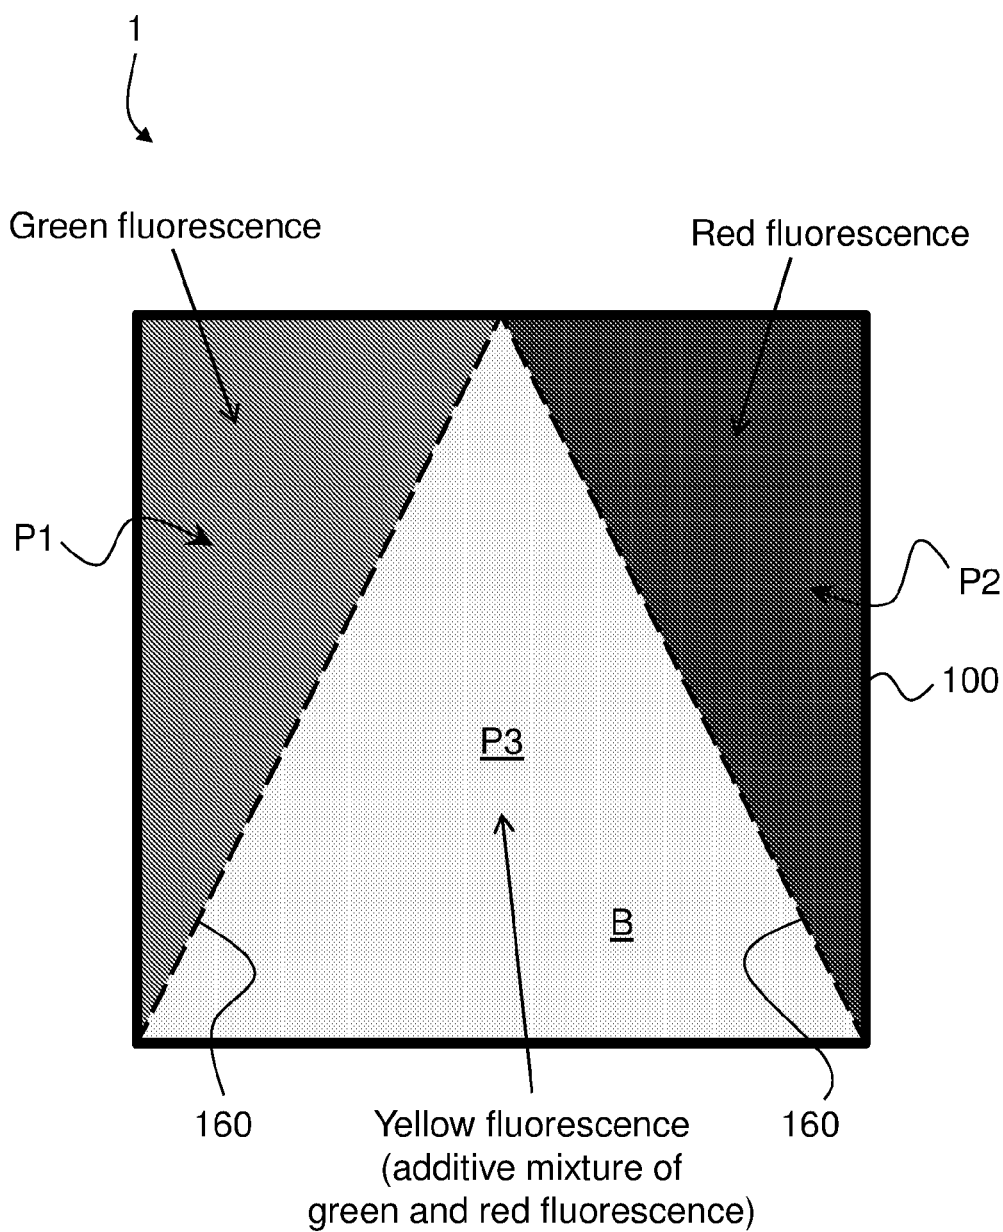 1
Green fluorescence
Red fluorescence
P1
P2
100
P3
B
160
160
Yellow fluorescence
(additive mixture of
green and red fluorescence)